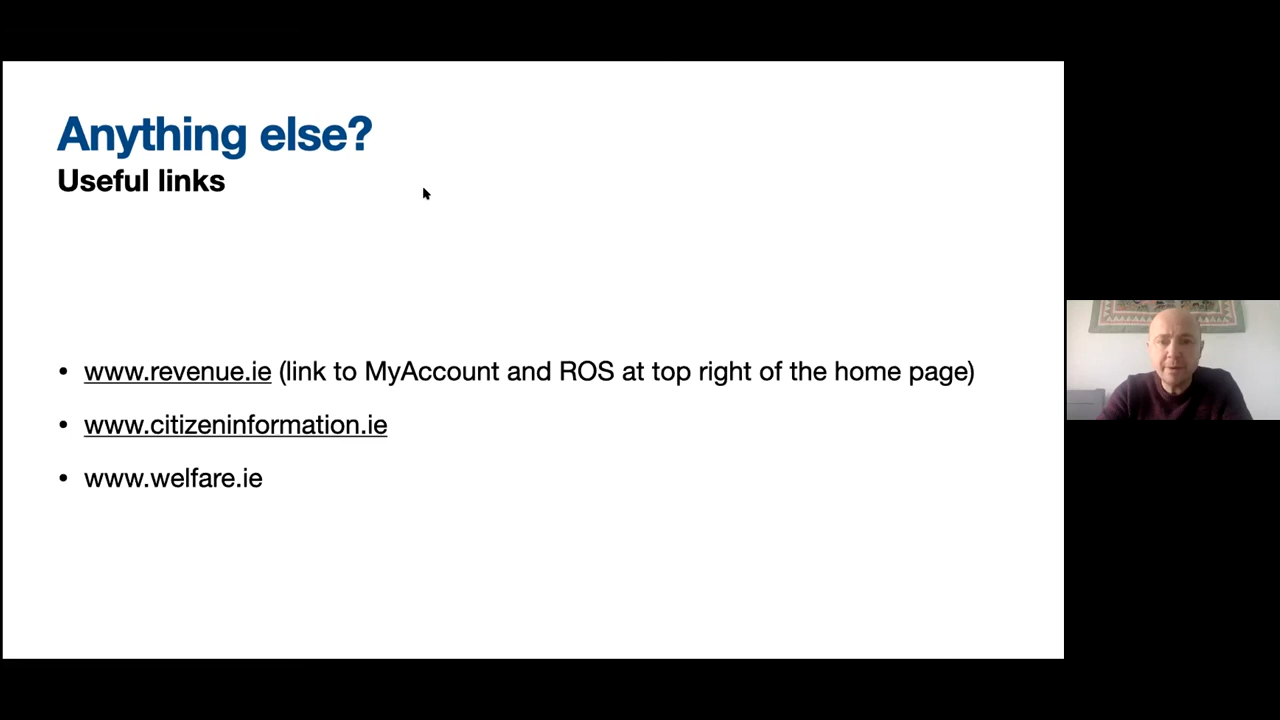 Anything else?
Useful links
• www.revenue.ie (link to MyAccount and ROS at top right of the home page)
• www.citizeninformation.ie
• www.welfare.ie